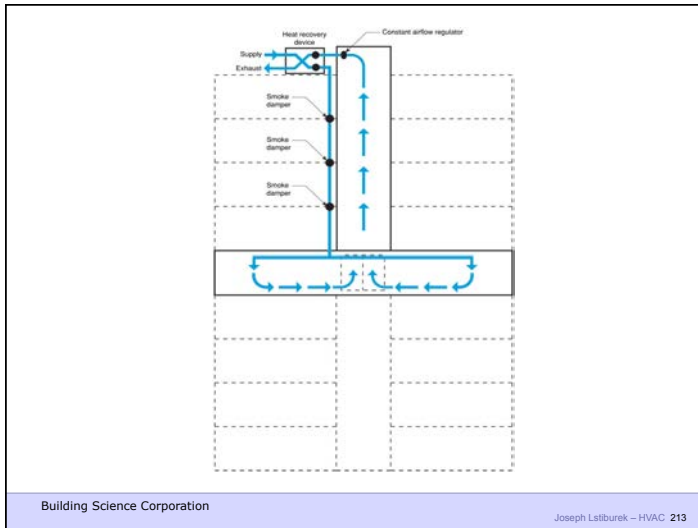 Heat recovery
device
Constant airflow regulator
Supply
Exhaust
Smoke
damper
Smoke
damper
Smoke
damper
Building Science Corporation
Joseph Lstiburek – HVAC 213